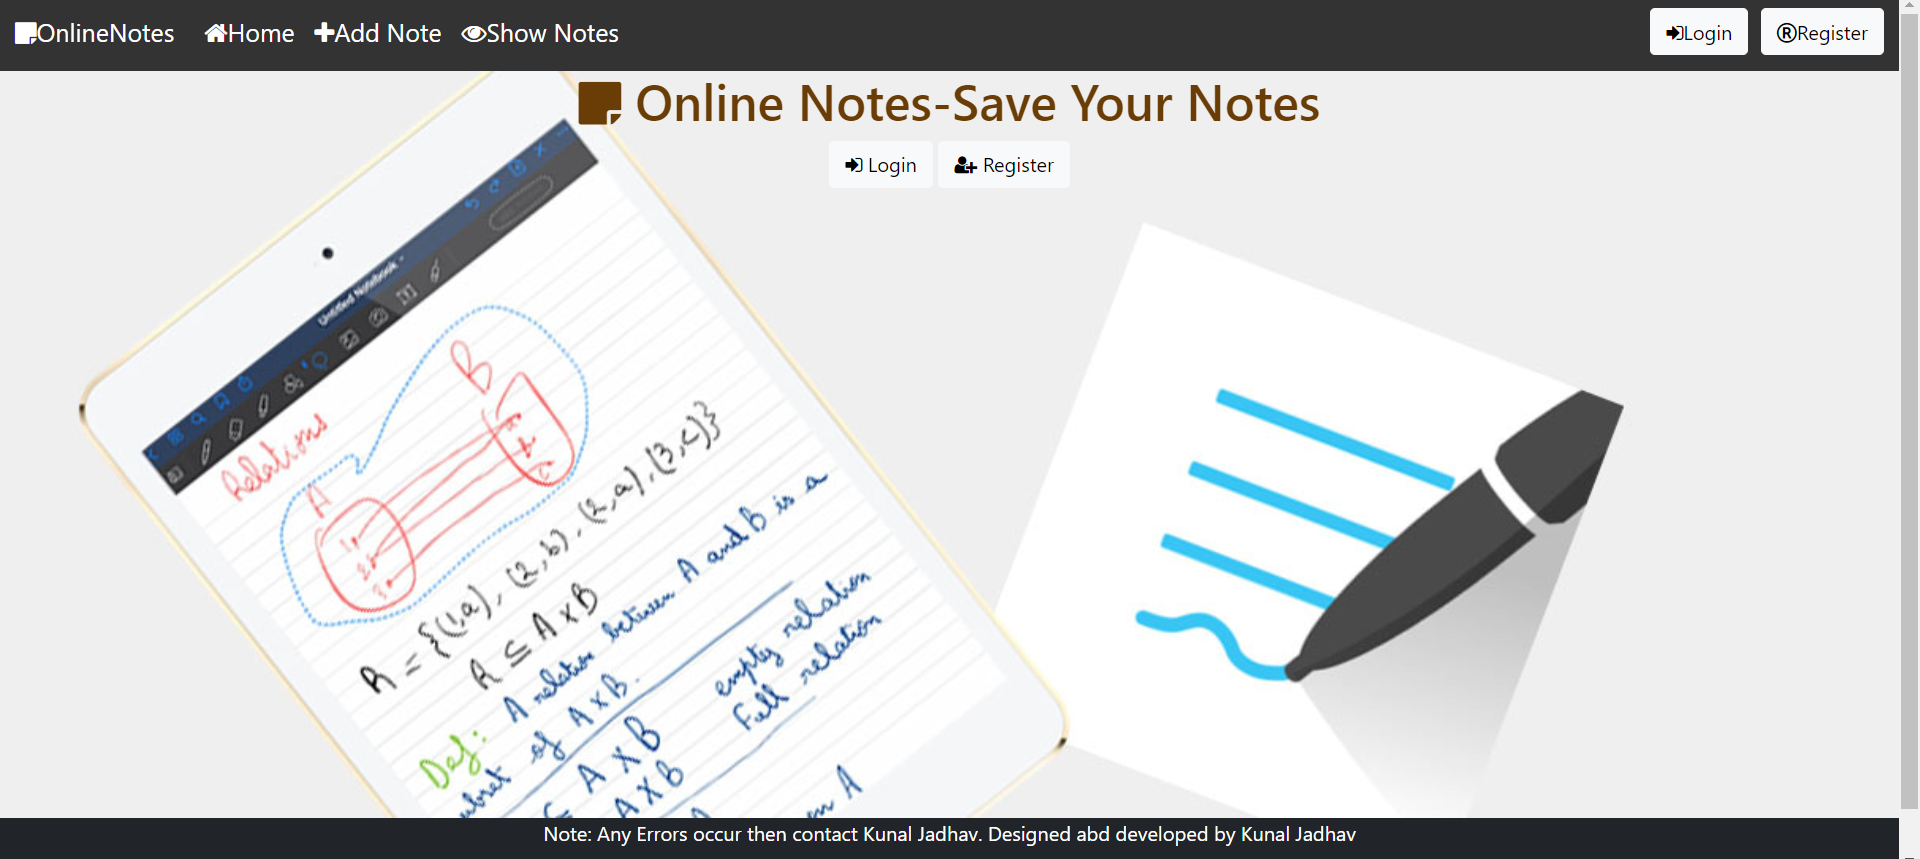 OnlineNotes Home Add Note Show Notes Login Register
Online Notes-Save Your Notes
Login Register
Untitled Notebook
Relations
A
B
R = {(1,a), (2,b), (2,a), (3,c)}
R ⊆ A×B
Def: A relation between A and B is a
subset of A×B.
empty relation
Full relation
A×B
A×B
A
Note: Any Errors occur then contact Kunal Jadhav. Designed abd developed by Kunal Jadhav